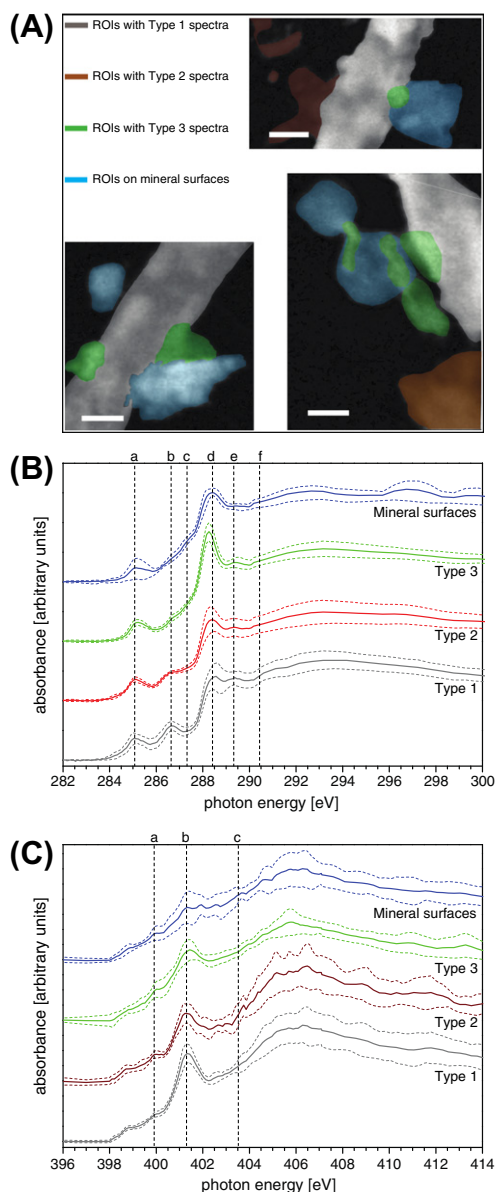 (A)
ROIs with Type 1 spectra
ROIs with Type 2 spectra
ROIs with Type 3 spectra
ROIs on mineral surfaces
(B)
a b c d e f
Mineral surfaces
Type 3
Type 2
Type 1
absorbance [arbitrary units]
282 284 286 288 290 292 294 296 298 300
photon energy [eV]
(C)
a b c
Mineral surfaces
Type 3
Type 2
Type 1
absorbance [arbitrary units]
396 398 400 402 404 406 408 410 412 414
photon energy [eV]